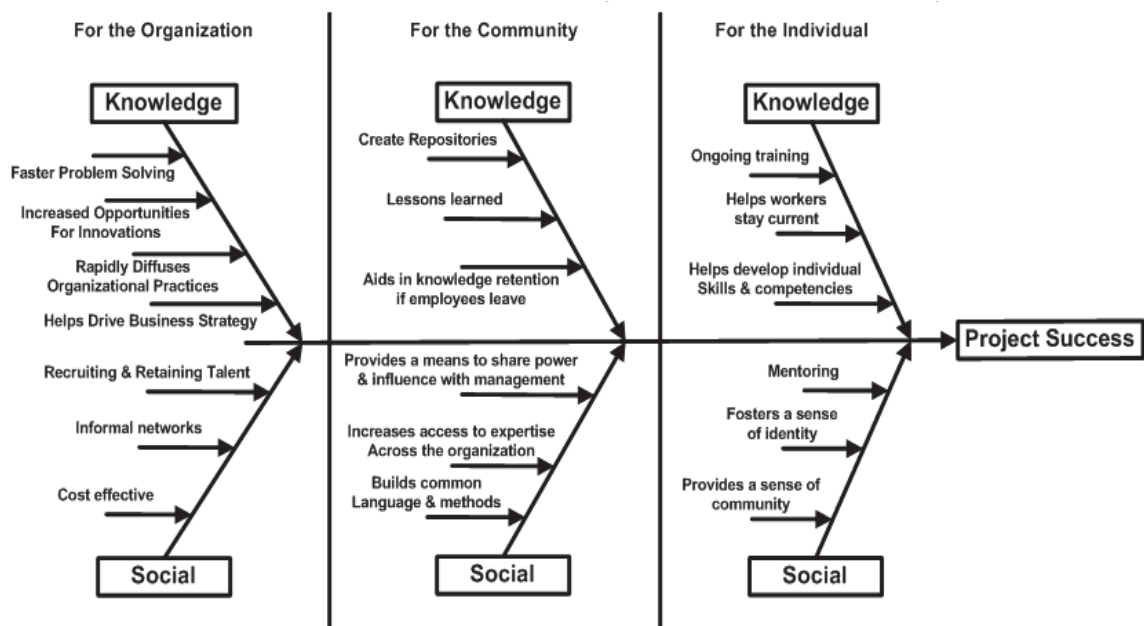 For the Organization
For the Community
For the Individual
Knowledge
Faster Problem Solving
Increased Opportunities
For Innovations
Rapidly Diffuses
Organizational Practices
Helps Drive Business Strategy
Recruiting & Retaining Talent
Informal networks
Cost effective
Social
Knowledge
Create Repositories
Lessons learned
Aids in knowledge retention
if employees leave
Provides a means to share power
& influence with management
Increases access to expertise
Across the organization
Builds common
Language & methods
Social
Knowledge
Ongoing training
Helps workers
stay current
Helps develop individual
Skills & competencies
Mentoring
Fosters a sense
of identity
Provides a sense of
community
Social
Project Success